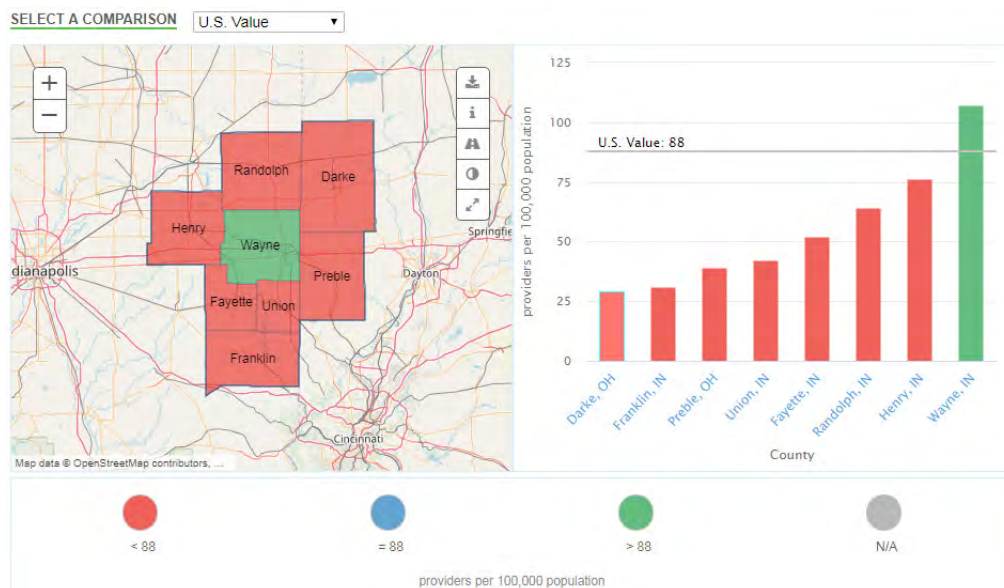 SELECT A COMPARISON
U.S. Value
+
−
i
Randolph
Darke
Henry
Wayne
Springfie
dianapolis
Dayton
Preble
Fayette
Union
Franklin
Cincinnati
Map data © OpenStreetMap contributors, ...
providers per 100,000 population
125
100
75
50
25
0
U.S. Value: 88
Darke, OH
Franklin, IN
Preble, OH
Union, IN
Fayette, IN
Randolph, IN
Henry, IN
Wayne, IN
County
< 88
= 88
> 88
N/A
providers per 100,000 population